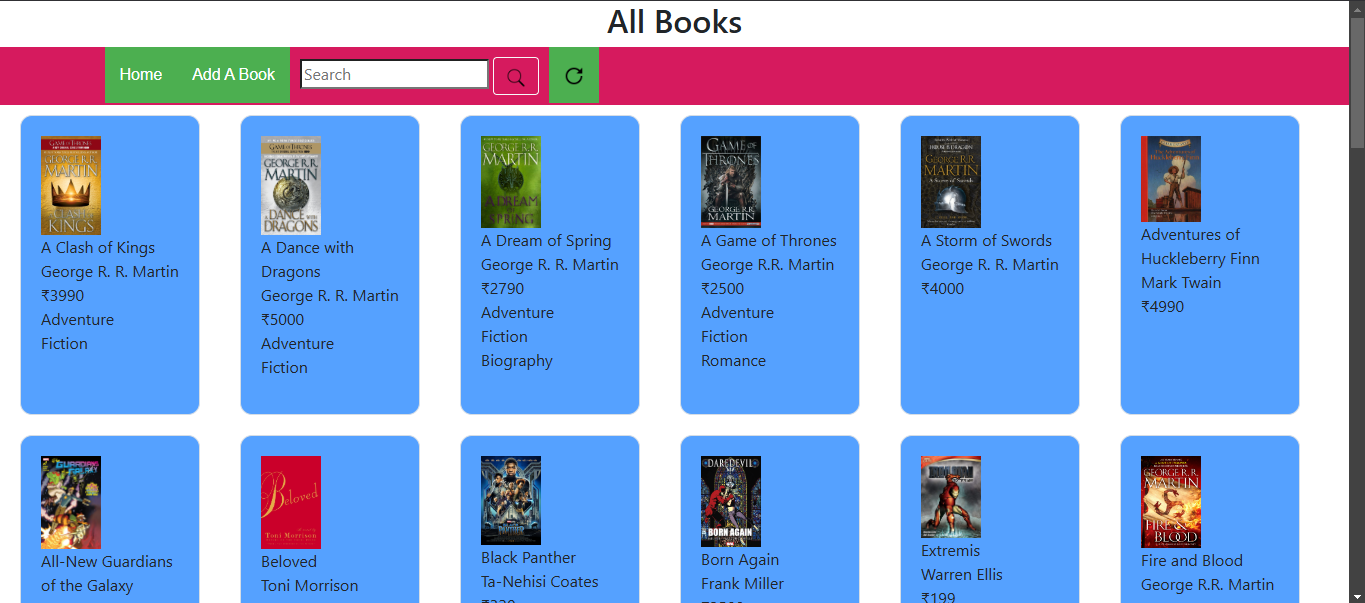 All Books
Home
Add A Book
Search
GAME OF THRONES
GEORGE R.R.
MARTIN
A CLASH OF
KINGS
A Clash of Kings
George R. R. Martin
₹3990
Adventure
Fiction
GAME OF THRONES
GEORGE R.R.
MARTIN
A DANCE WITH
DRAGONS
A Dance with
Dragons
George R. R. Martin
₹5000
Adventure
Fiction
GEORGE R.R.
MARTIN
A DREAM OF
SPRING
A Dream of Spring
George R. R. Martin
₹2790
Adventure
Fiction
Biography
GAME OF
THRONES
GEORGE R.R.
MARTIN
A Game of Thrones
George R.R. Martin
₹2500
Adventure
Fiction
Romance
GEORGE R.R.
MARTIN
A Storm of Swords
A Storm of Swords
George R. R. Martin
₹4000
Adventures of
Huckleberry Finn
Mark Twain
₹4990
All-New Guardians
of the Galaxy
Beloved
Toni Morrison
Beloved
Toni Morrison
Black Panther
Ta-Nehisi Coates
DAREDEVIL
BORN AGAIN
Born Again
Frank Miller
Extremis
Warren Ellis
₹199
GEORGE R.R.
MARTIN
FIRE &
BLOOD
Fire and Blood
George R.R. Martin